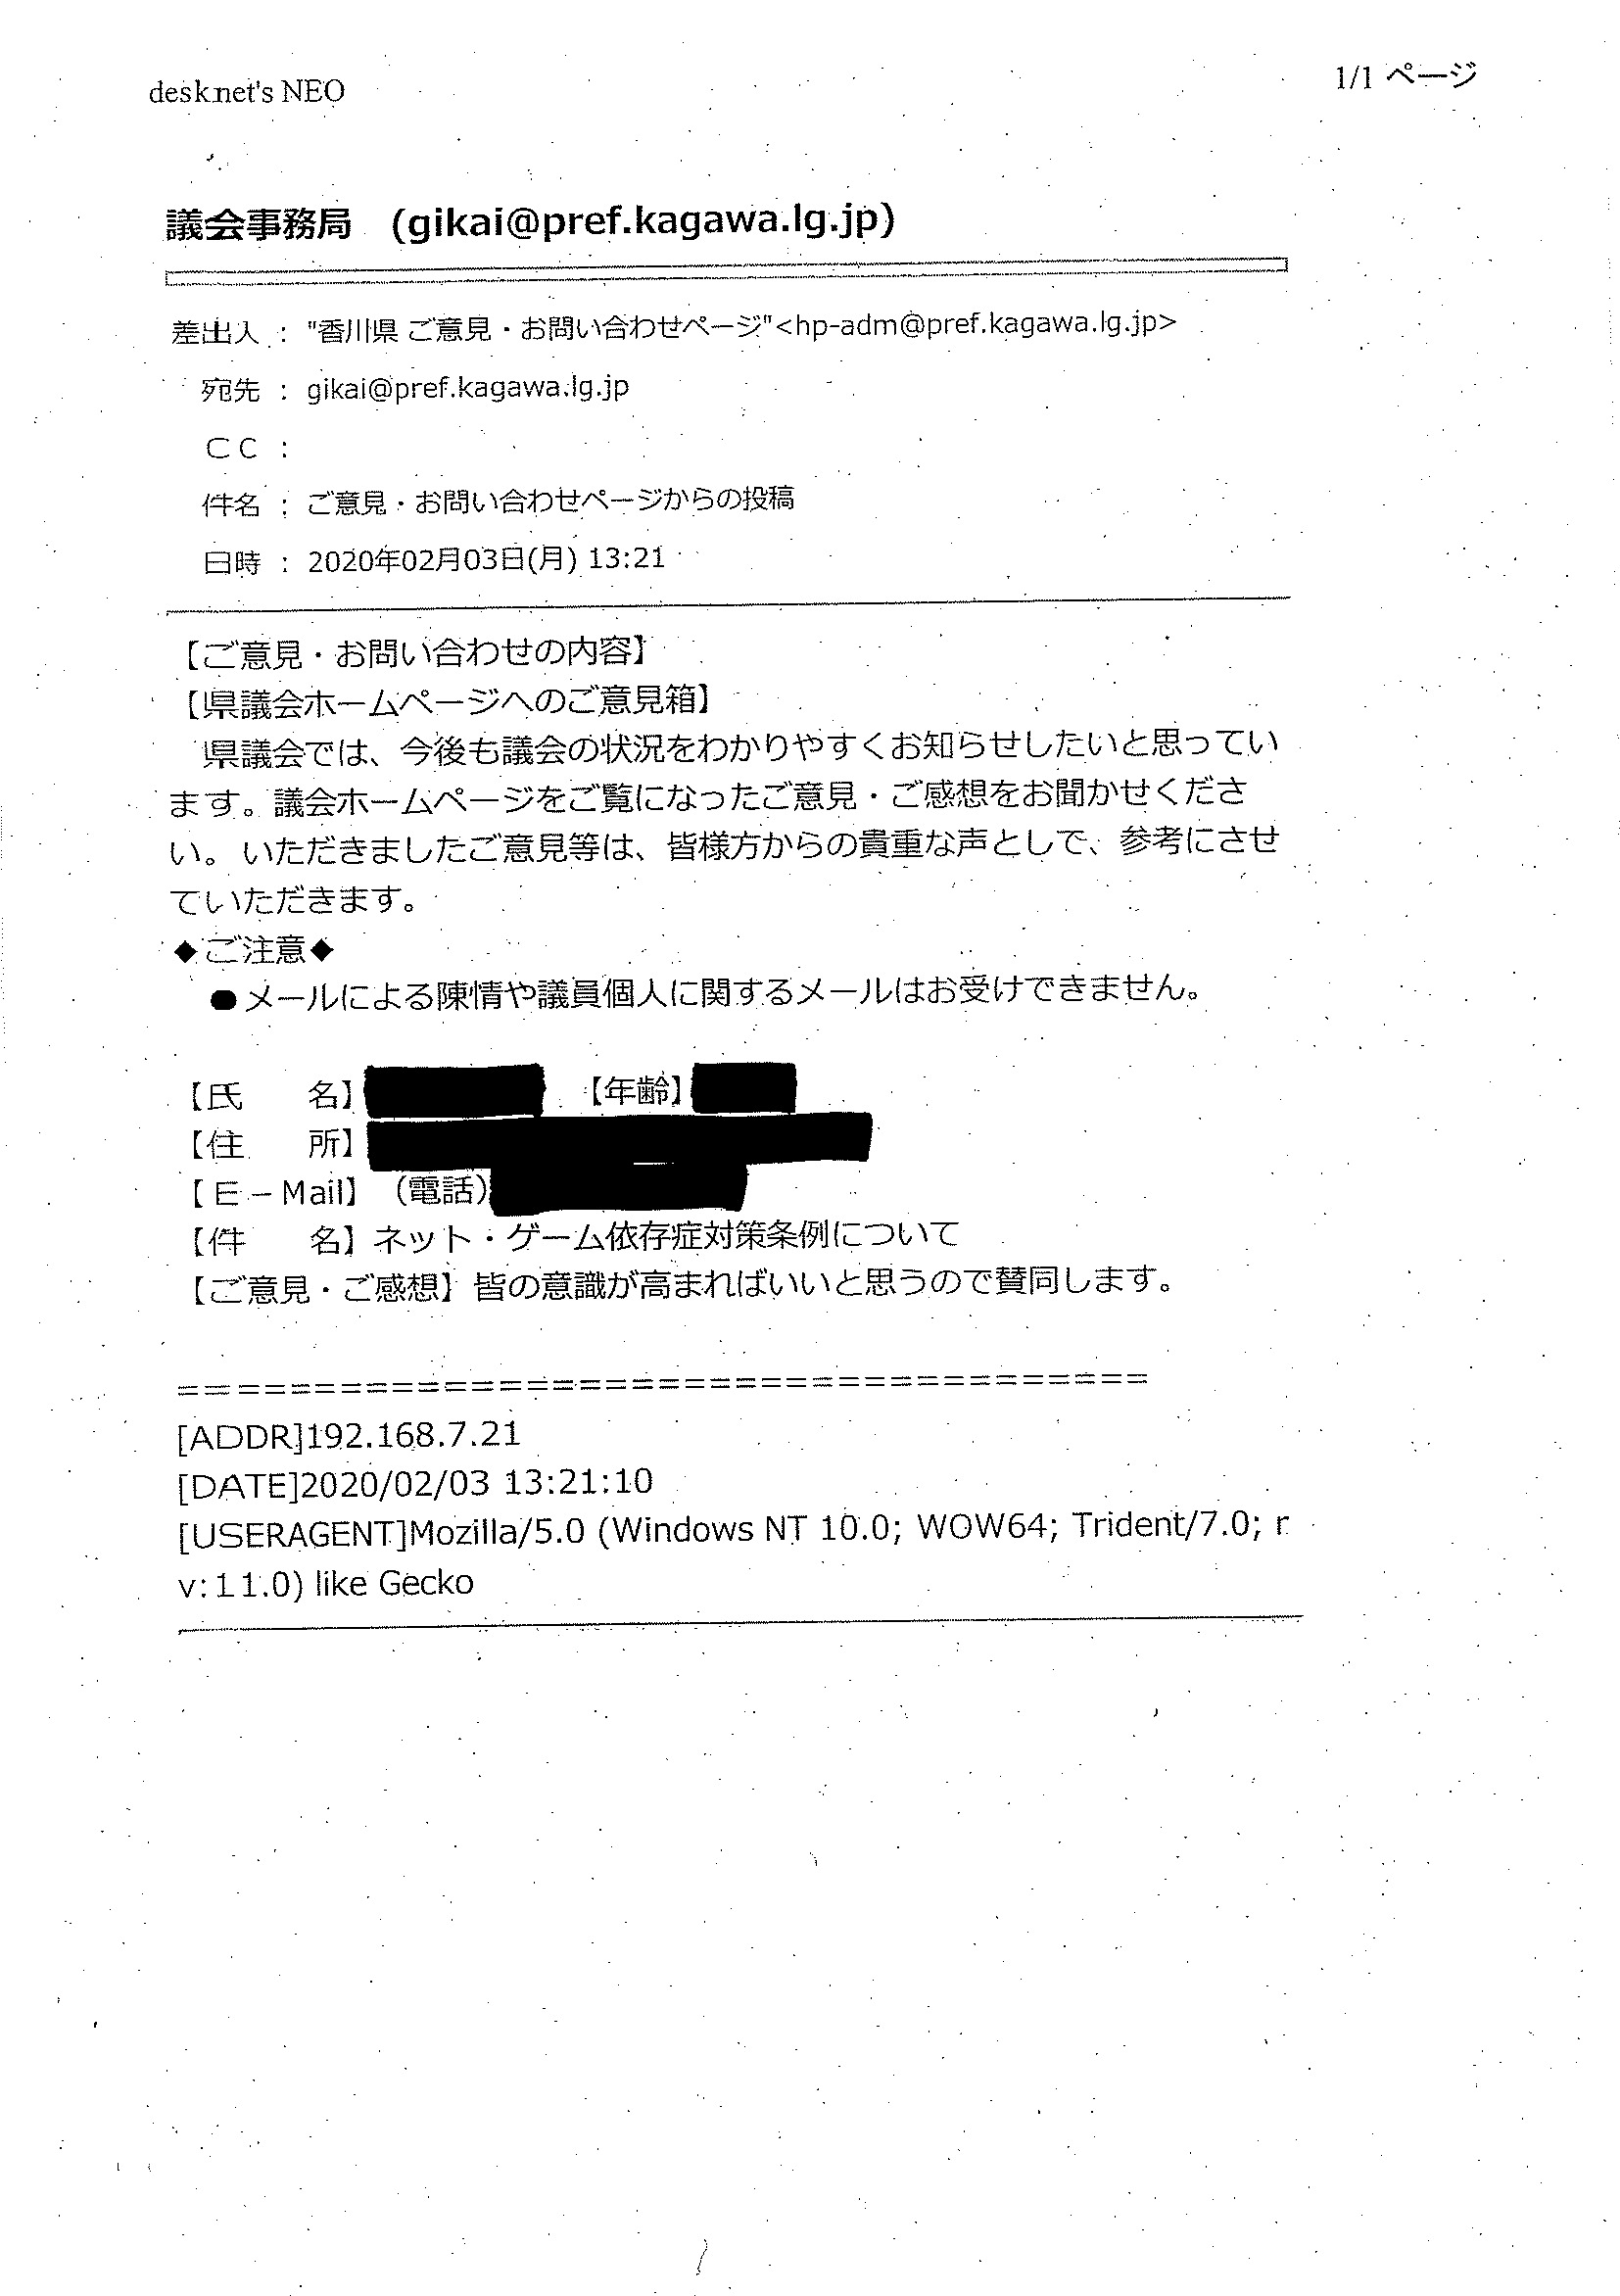 desknet's NEO
1/1 ページ
議会事務局 (gikai@pref.kagawa.lg.jp)
差出人 : "香川県 ご意見・お問い合わせページ"<hp-adm@pref.kagawa.lg.jp>
宛先 : gikai@pref.kagawa.lg.jp
ＣＣ :
件名 : ご意見・お問い合わせページからの投稿
日時 : 2020年02月03日(月) 13:21
【ご意見・お問い合わせの内容】
【県議会ホームページへのご意見箱】
県議会では、今後も議会の状況をわかりやすくお知らせしたいと思ってい
ます。議会ホームページをご覧になったご意見・ご感想をお聞かせくださ
い。いただきましたご意見等は、皆様方からの貴重な声として、参考にさせ
ていただきます。
◆ご注意◆
●メールによる陳情や議員個人に関するメールはお受けできません。
【氏　　名】 【年齢】
【住　　所】
【Ｅ－Mail】（電話）
【件　　名】ネット・ゲーム依存症対策条例について
【ご意見・ご感想】皆の意識が高まればいいと思うので賛同します。
=====================================
[ADDR]192.168.7.21
[DATE]2020/02/03 13:21:10
[USERAGENT]Mozilla/5.0 (Windows NT 10.0; WOW64; Trident/7.0; r
v:11.0) like Gecko